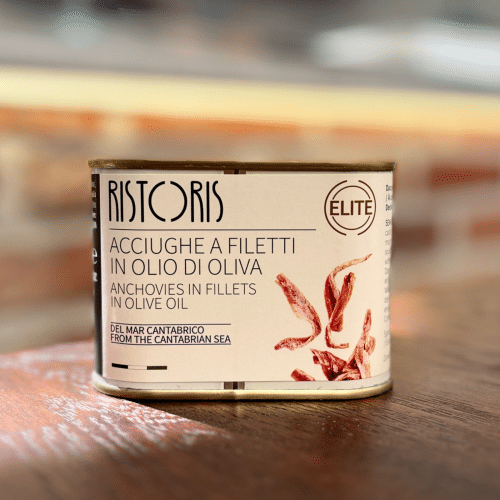 RISTORIS
ELITE
ACCIUGHE A FILETTI
IN OLIO DI OLIVA
ANCHOVIES IN FILLETS
IN OLIVE OIL
DEL MAR CANTABRICO
FROM THE CANTABRIAN SEA